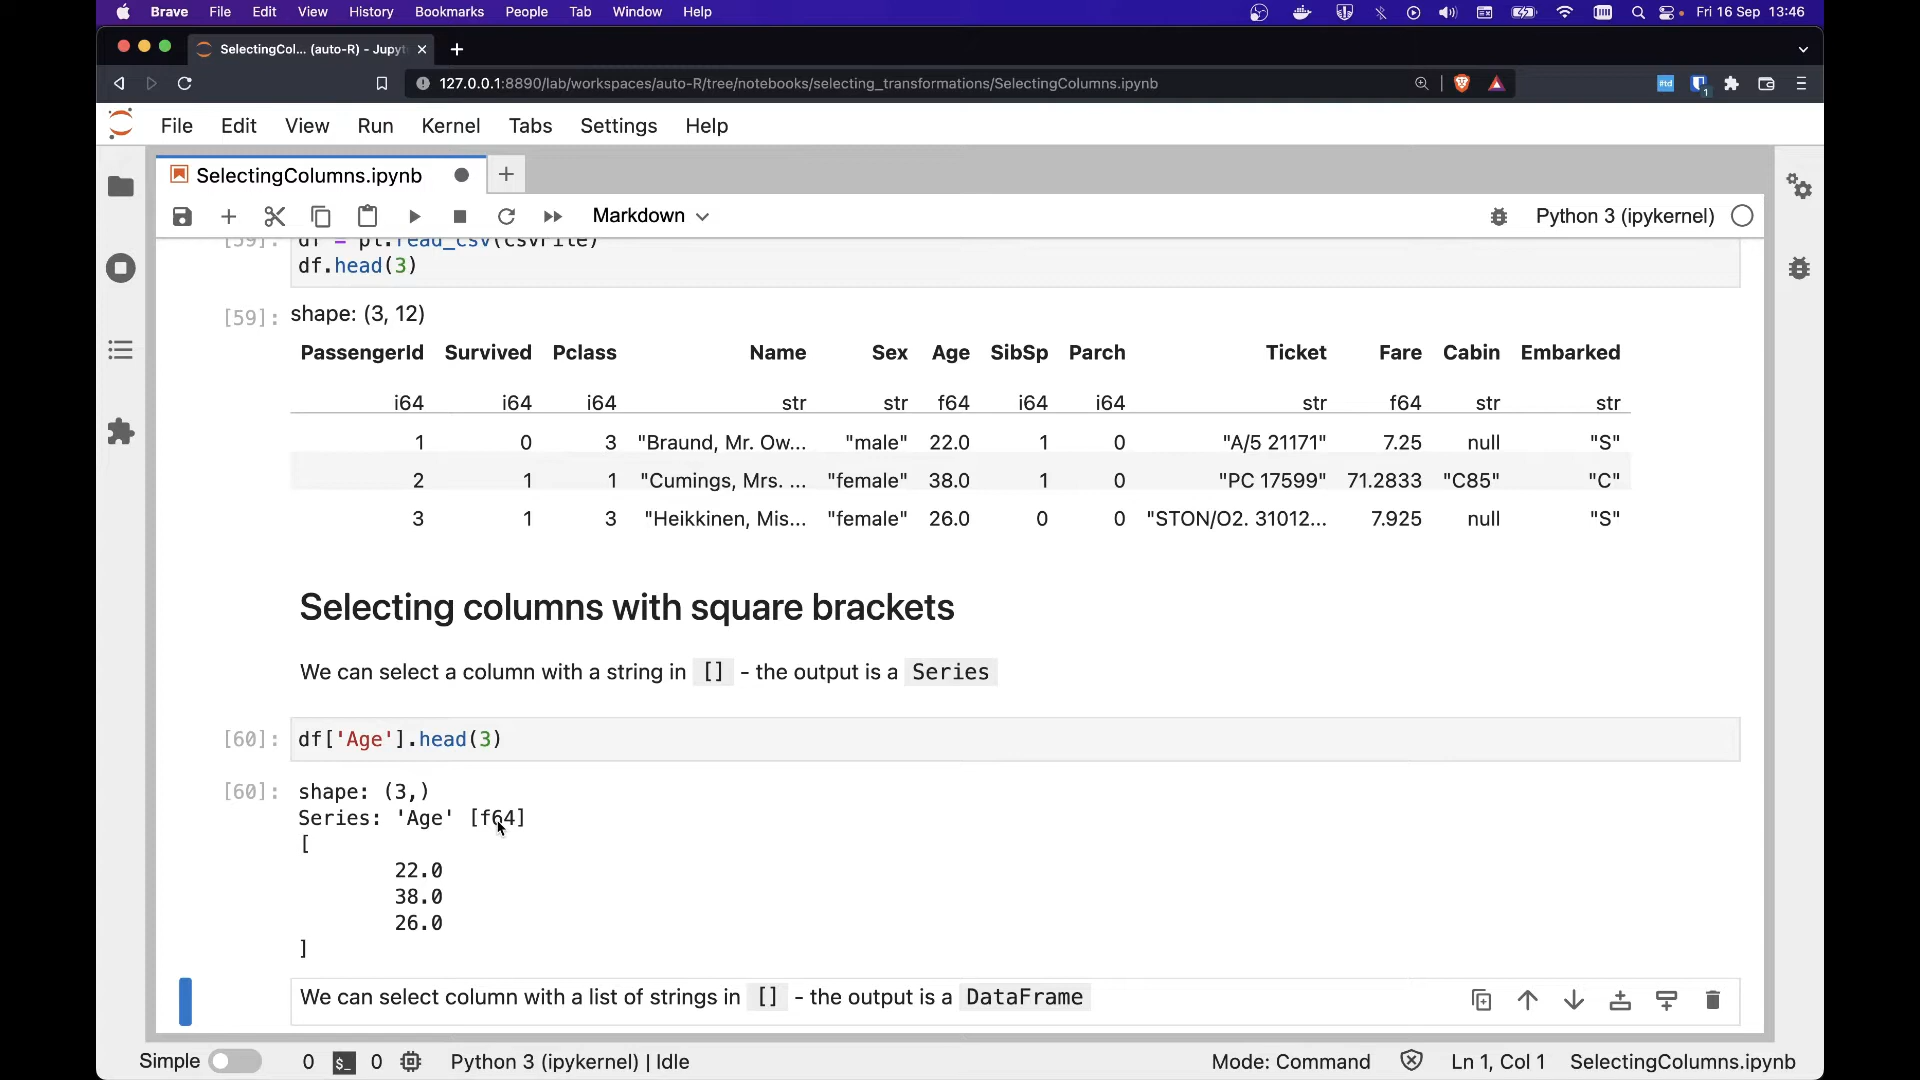 Brave File Edit View History Bookmarks People Tab Window Help Fri 16 Sep 13:46
SelectingCol... (auto-R) - Jupyt
127.0.0.1:8890/lab/workspaces/auto-R/tree/notebooks/selecting_transformations/SelectingColumns.ipynb
File Edit View Run Kernel Tabs Settings Help
SelectingColumns.ipynb
Markdown Python 3 (ipykernel)
[59]: df = pl.read_csv(csvFile)
df.head(3)
[59]: shape: (3, 12)
PassengerId Survived Pclass Name Sex Age SibSp Parch Ticket Fare Cabin Embarked
i64 i64 i64 str str f64 i64 i64 str f64 str str
1 0 3 "Braund, Mr. Ow... "male" 22.0 1 0 "A/5 21171" 7.25 null "S"
2 1 1 "Cumings, Mrs. ... "female" 38.0 1 0 "PC 17599" 71.2833 "C85" "C"
3 1 3 "Heikkinen, Mis... "female" 26.0 0 0 "STON/O2. 31012... 7.925 null "S"
Selecting columns with square brackets
We can select a column with a string in [] - the output is a Series
[60]: df['Age'].head(3)
[60]: shape: (3,)
Series: 'Age' [f64]
[
22.0
38.0
26.0
]
We can select column with a list of strings in [] - the output is a DataFrame
Simple 0 $_ 0 Python 3 (ipykernel) | Idle Mode: Command Ln 1, Col 1 SelectingColumns.ipynb